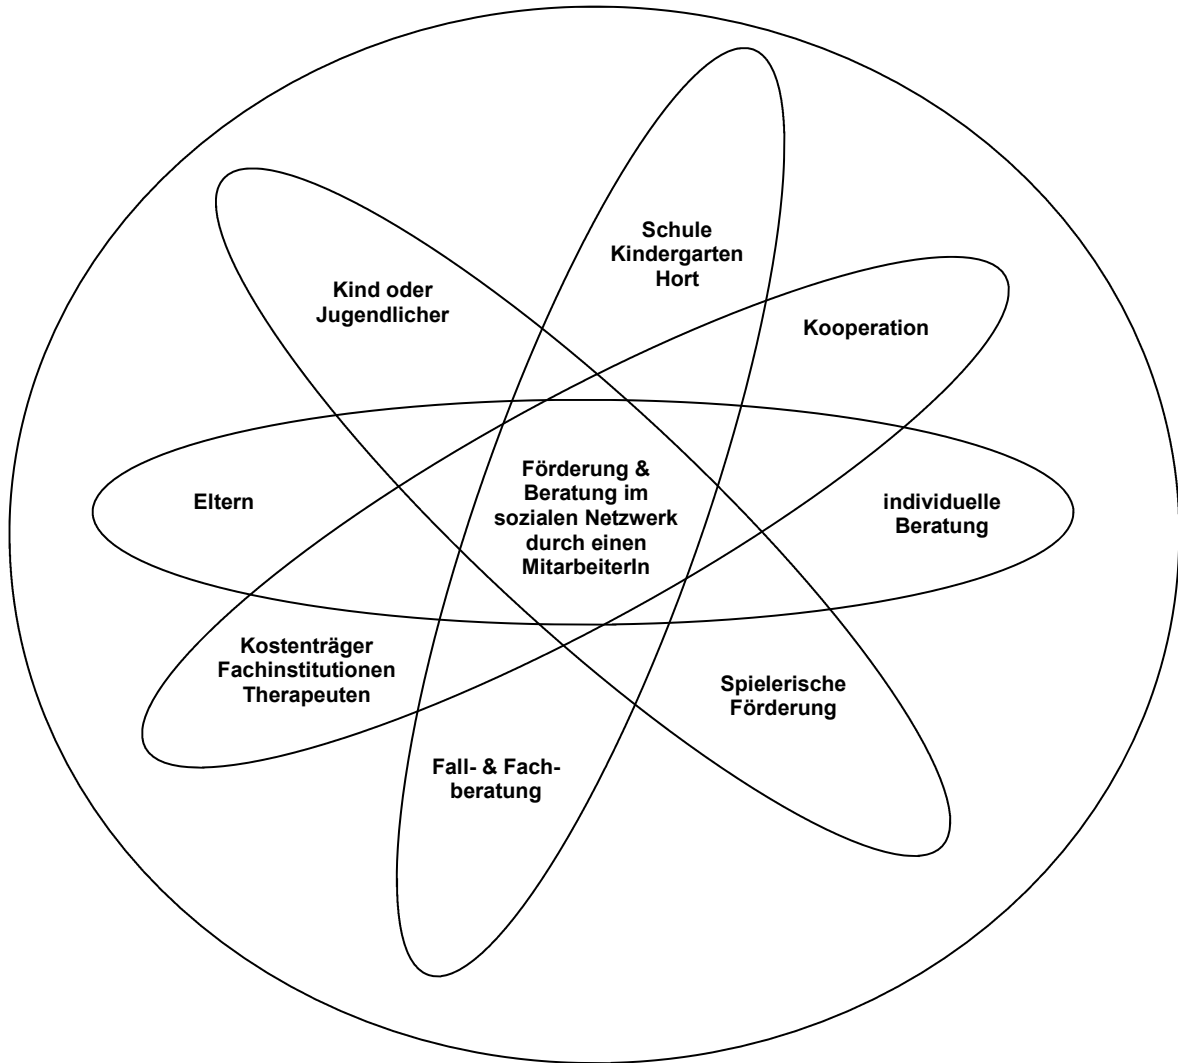 Schule
Kindergarten
Hort
Kind oder
Jugendlicher
Kooperation
Förderung &
Beratung im
sozialen Netzwerk
durch einen
MitarbeiterIn
Eltern
individuelle
Beratung
Kostenträger
Fachinstitutionen
Therapeuten
Spielerische
Förderung
Fall- & Fach-
beratung